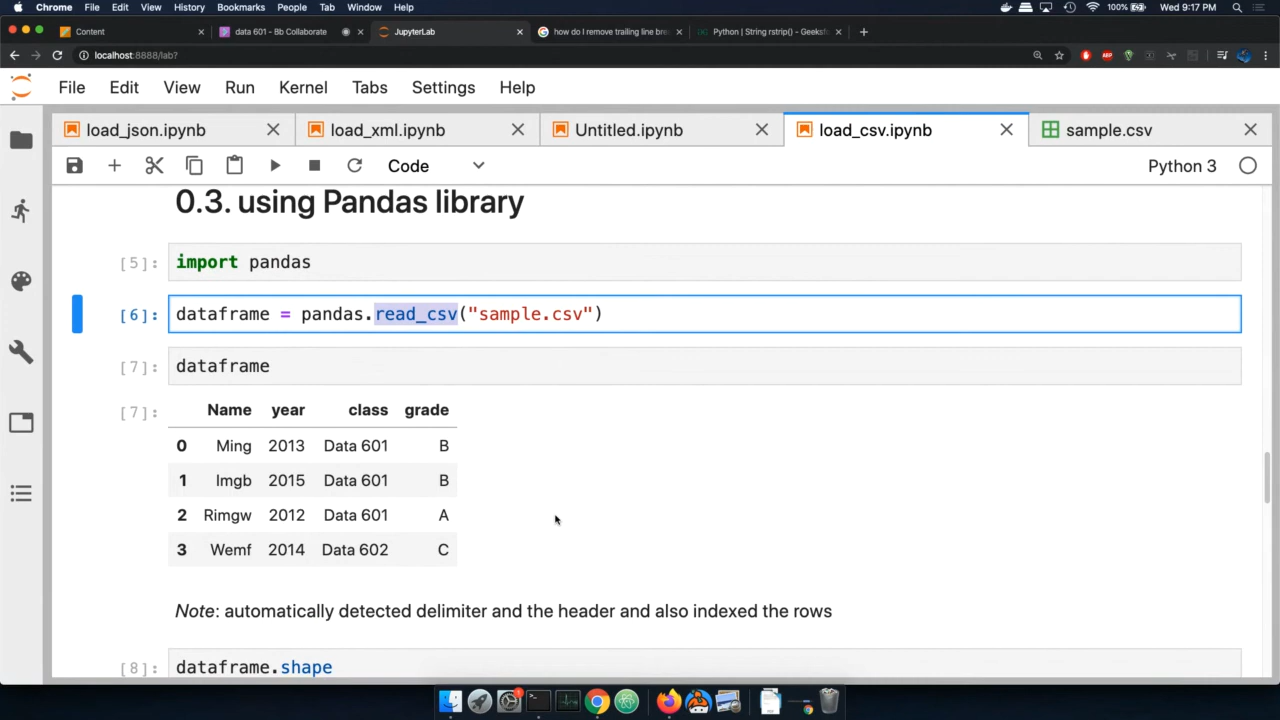 Chrome File Edit View History Bookmarks People Tab Window Help 100% Wed 9:17 PM
Content data 601 - Bb Collaborate JupyterLab how do I remove trailing line bre Python | String rstrip() - Geeksf
localhost:8888/lab?
File Edit View Run Kernel Tabs Settings Help
load_json.ipynb load_xml.ipynb Untitled.ipynb load_csv.ipynb sample.csv
Code Python 3
0.3. using Pandas library
[5]: import pandas
[6]: dataframe = pandas.read_csv("sample.csv")
[7]: dataframe
[7]: Name year class grade
0 Ming 2013 Data 601 B
1 Imgb 2015 Data 601 B
2 Rimgw 2012 Data 601 A
3 Wemf 2014 Data 602 C
Note: automatically detected delimiter and the header and also indexed the rows
[8]: dataframe.shape